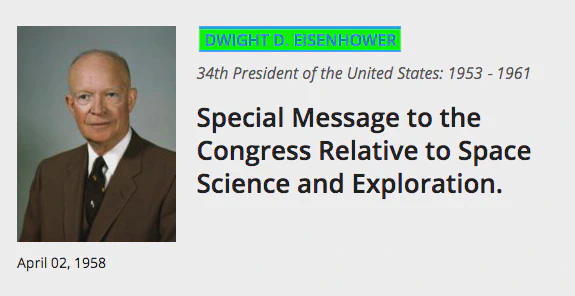 DWIGHT D. EISENHOWER
34th President of the United States: 1953 - 1961
Special Message to the
Congress Relative to Space
Science and Exploration.
April 02, 1958